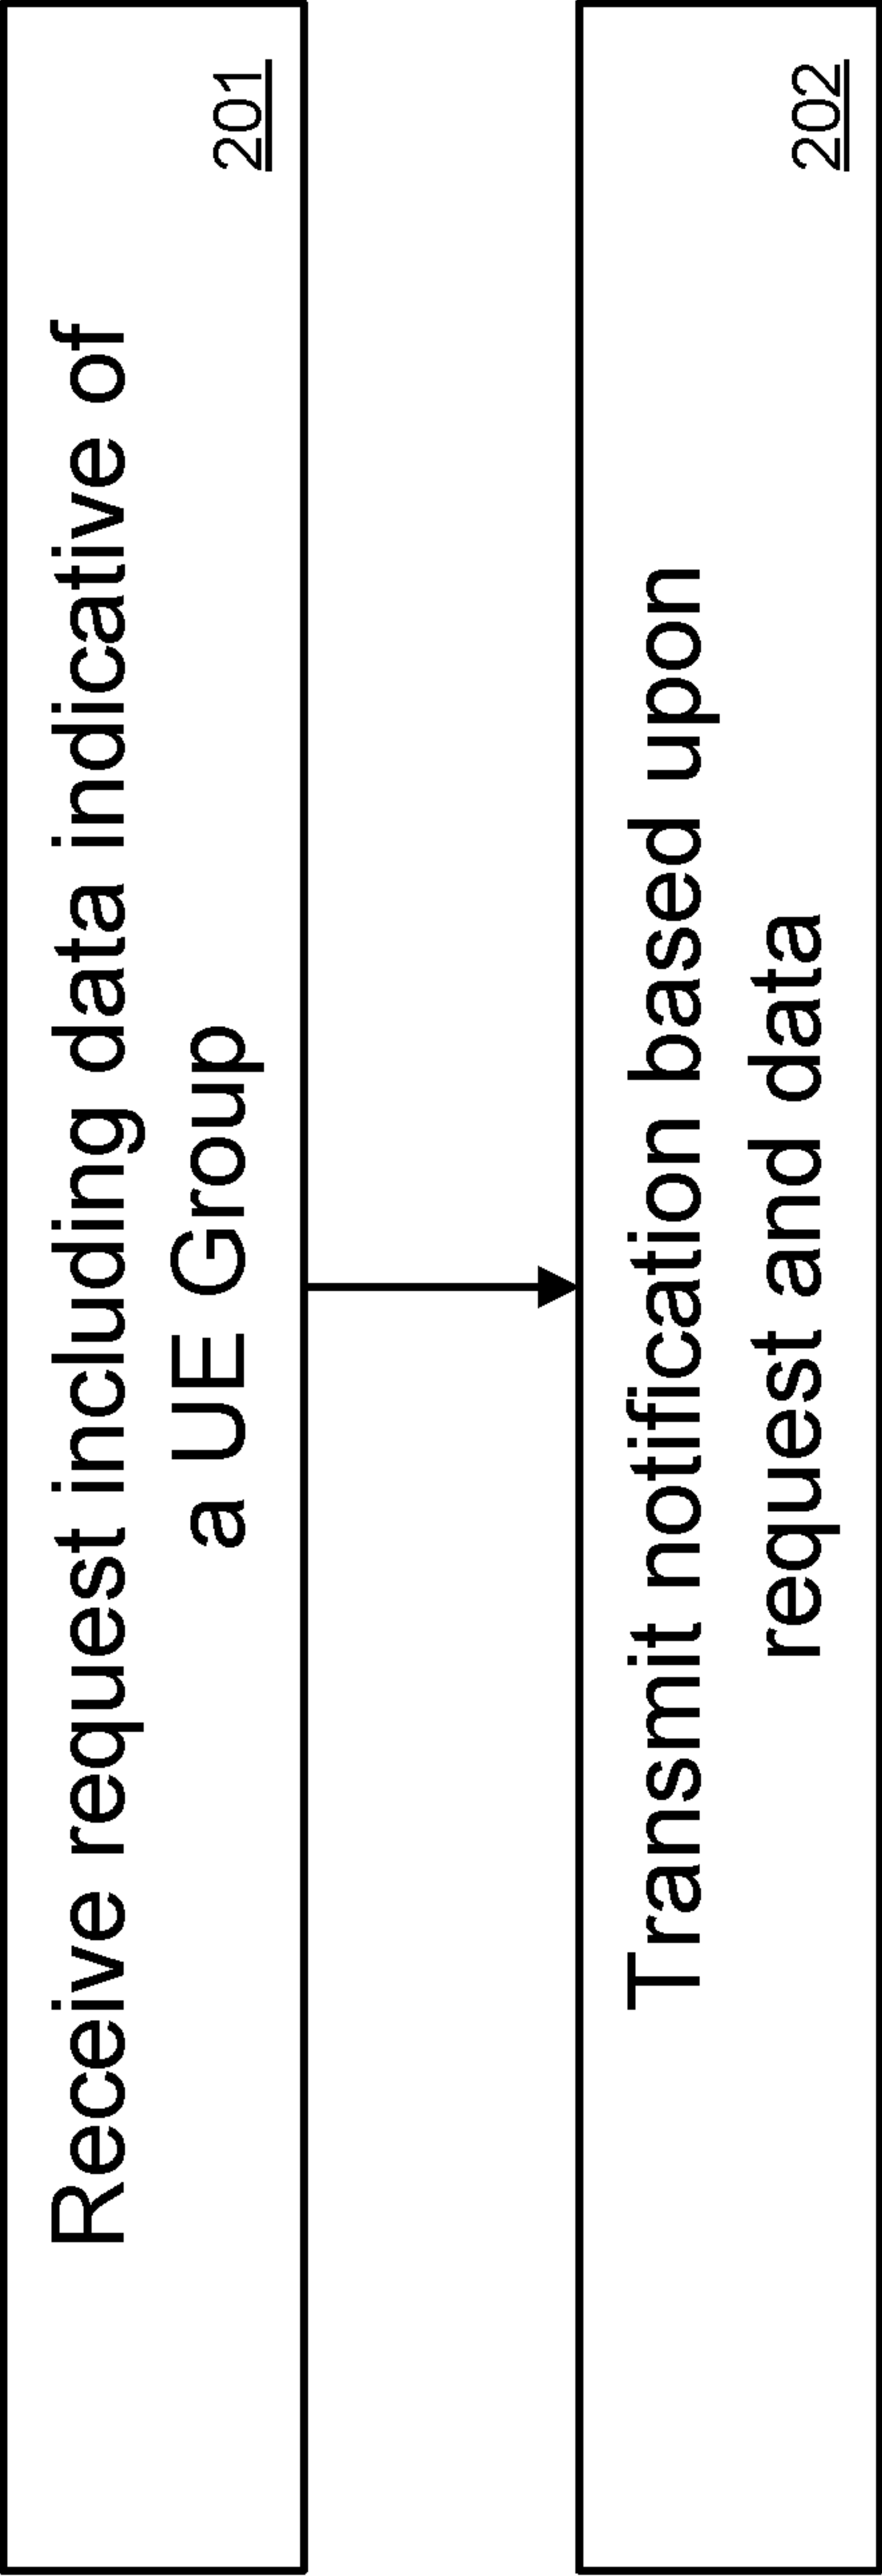 Receive request including data indicative of
a UE Group
201
Transmit notification based upon
request and data
202